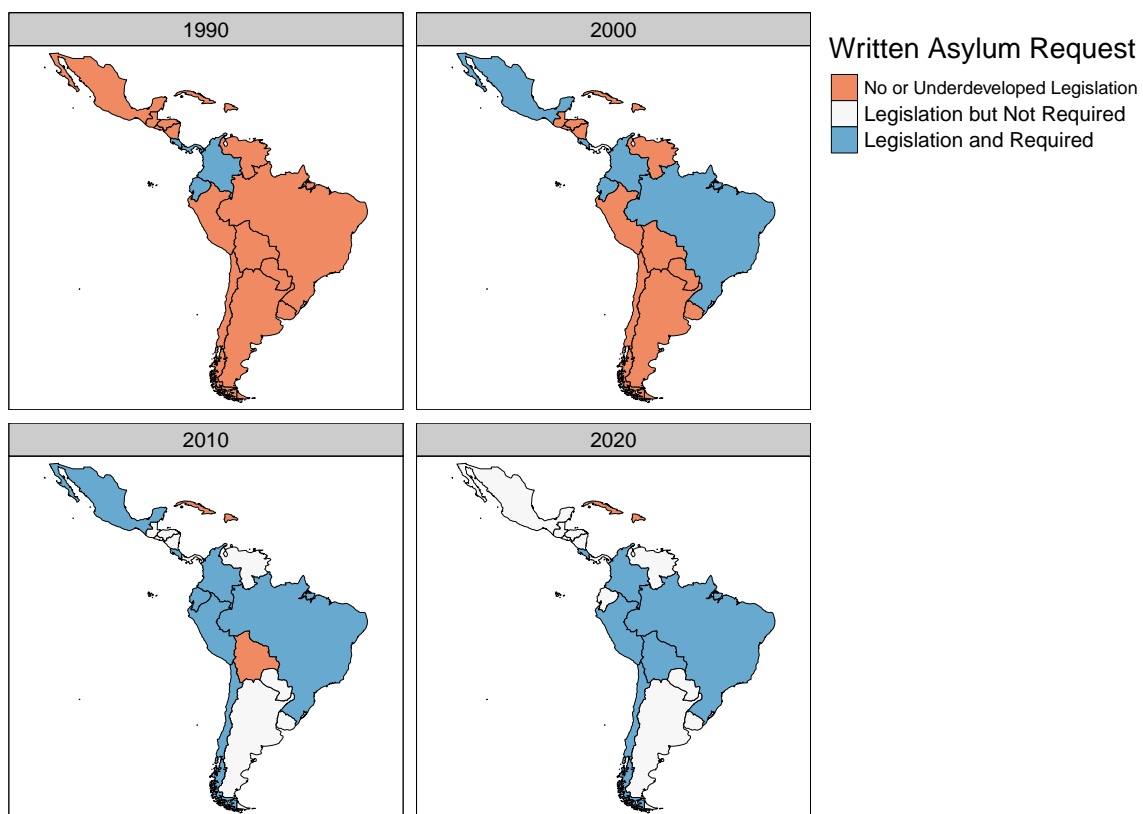 1990
2000
Written Asylum Request
No or Underdeveloped Legislation
Legislation but Not Required
Legislation and Required
2010
2020